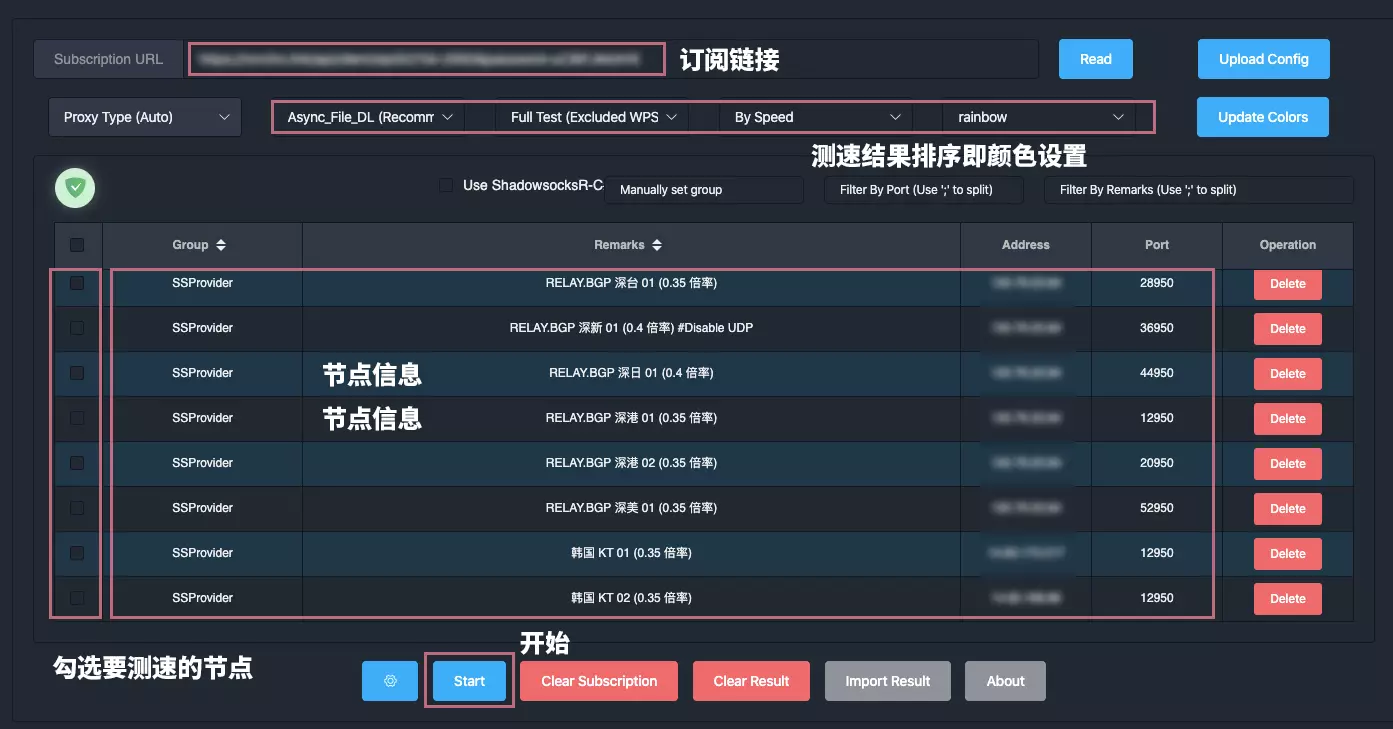 Subscription URL 订阅链接 Read Upload Config
Proxy Type (Auto) Async_File_DL (Recomm Full Test (Excluded WPS By Speed rainbow Update Colors
测速结果排序即颜色设置
Use ShadowsocksR-C Manually set group Filter By Port (Use ';' to split) Filter By Remarks (Use ';' to split)
Group Remarks Address Port Operation
SSProvider RELAY.BGP 深台 01 (0.35 倍率) 28950 Delete
SSProvider RELAY.BGP 深新 01 (0.4 倍率) #Disable UDP 36950 Delete
节点信息
SSProvider RELAY.BGP 深日 01 (0.4 倍率) 44950 Delete
节点信息
SSProvider RELAY.BGP 深港 01 (0.35 倍率) 12950 Delete
SSProvider RELAY.BGP 深港 02 (0.35 倍率) 20950 Delete
SSProvider RELAY.BGP 深美 01 (0.35 倍率) 52950 Delete
SSProvider 韩国 KT 01 (0.35 倍率) 12950 Delete
SSProvider 韩国 KT 02 (0.35 倍率) 12950 Delete
开始
勾选要测速的节点
Start Clear Subscription Clear Result Import Result About